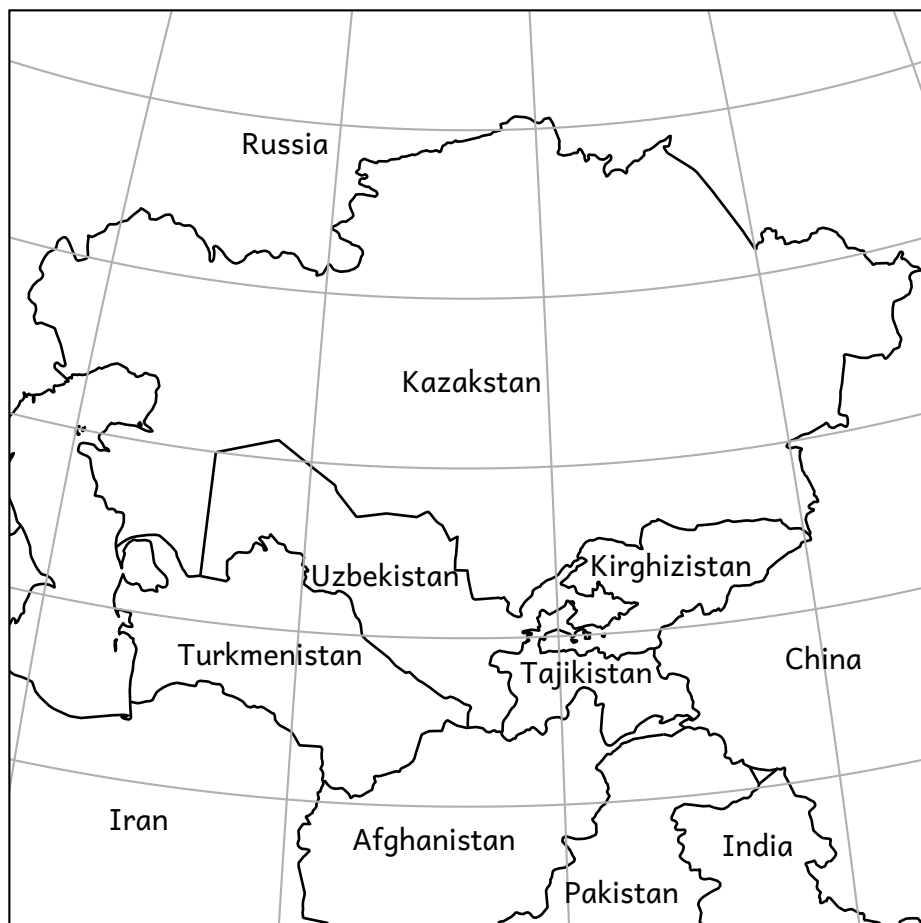 Russia
Kazakstan
Kirghizistan
Uzbekistan
Turkmenistan
China
Tajikistan
Iran
Afghanistan
India
Pakistan